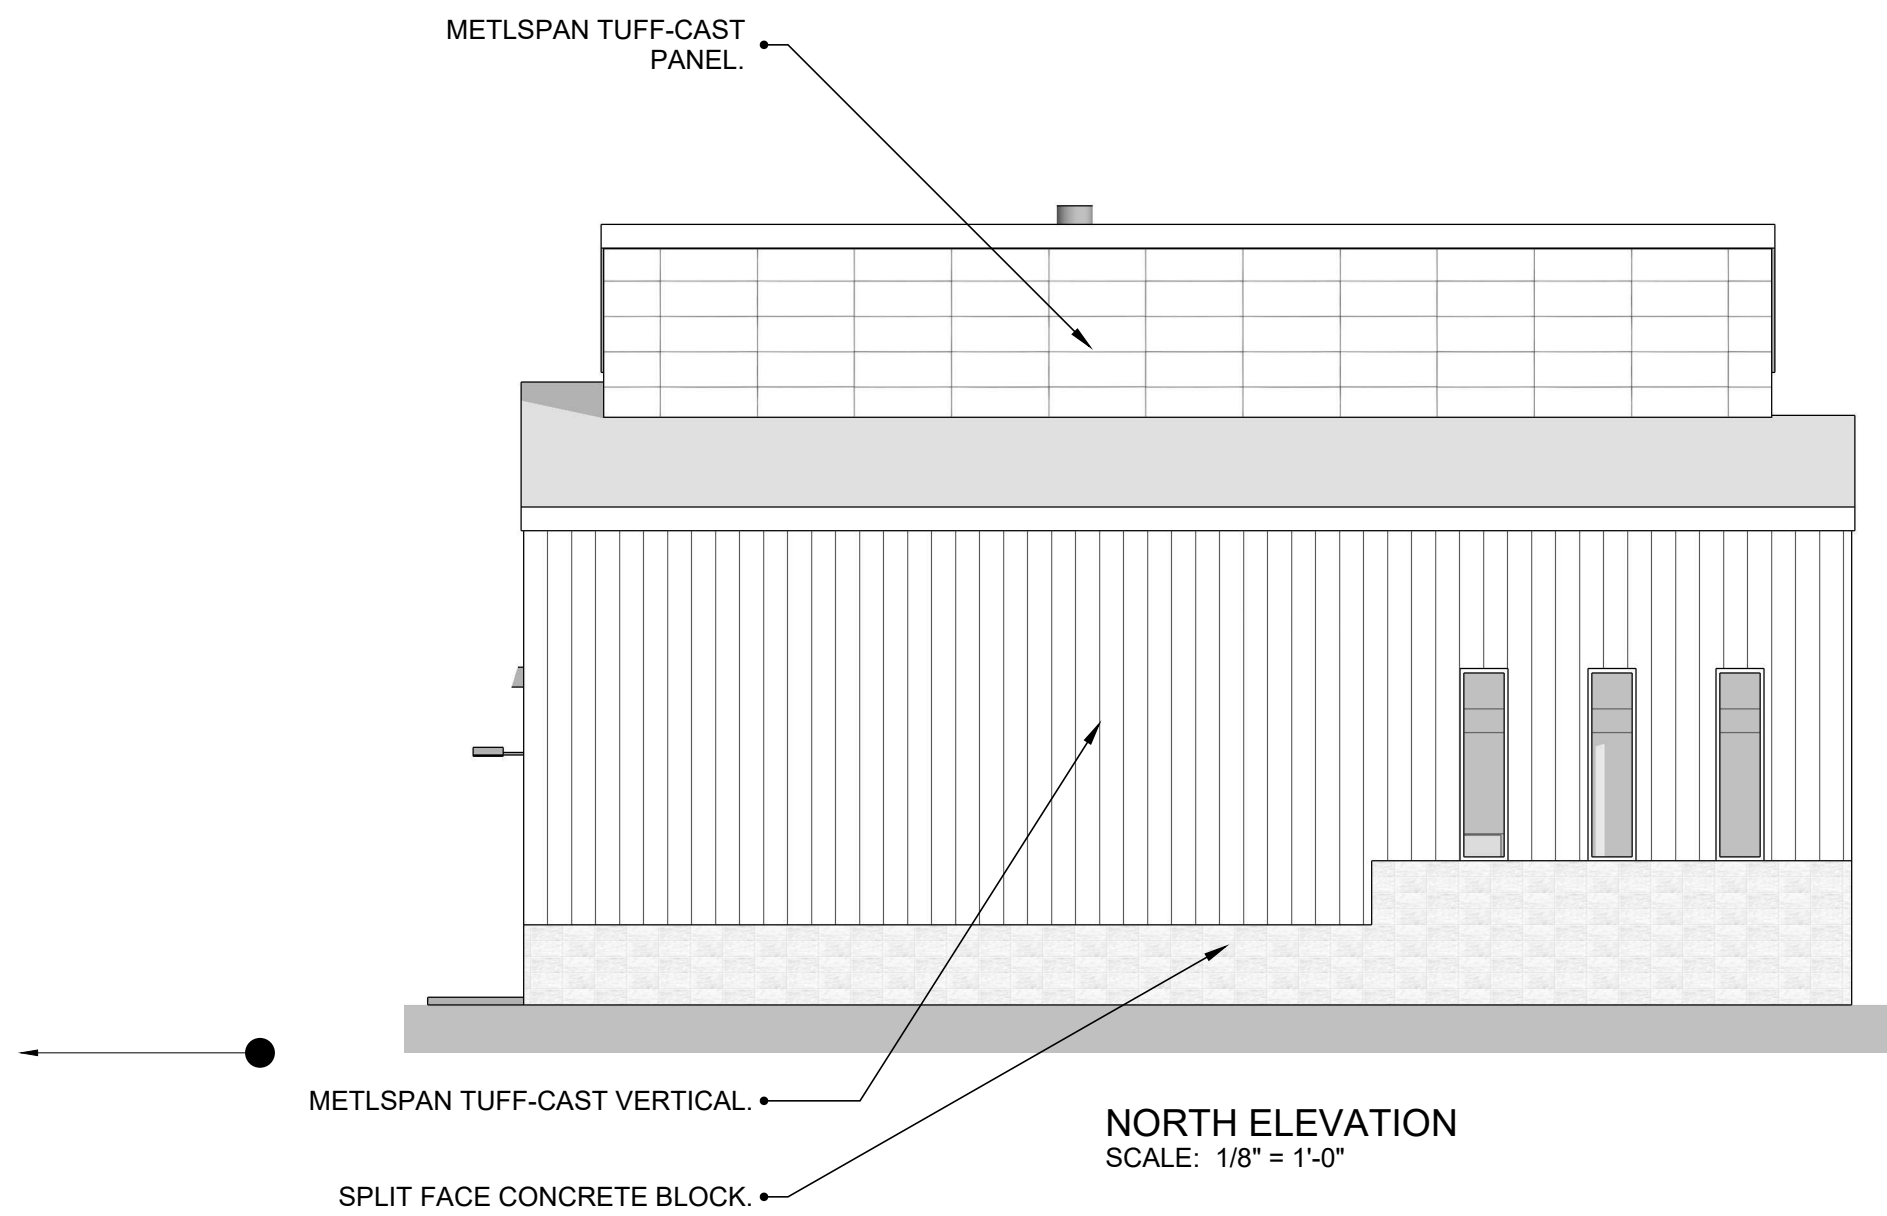 METLSPAN TUFF-CAST
PANEL.
METLSPAN TUFF-CAST VERTICAL.
NORTH ELEVATION
SCALE:  1/8" = 1'-0"
SPLIT FACE CONCRETE BLOCK.